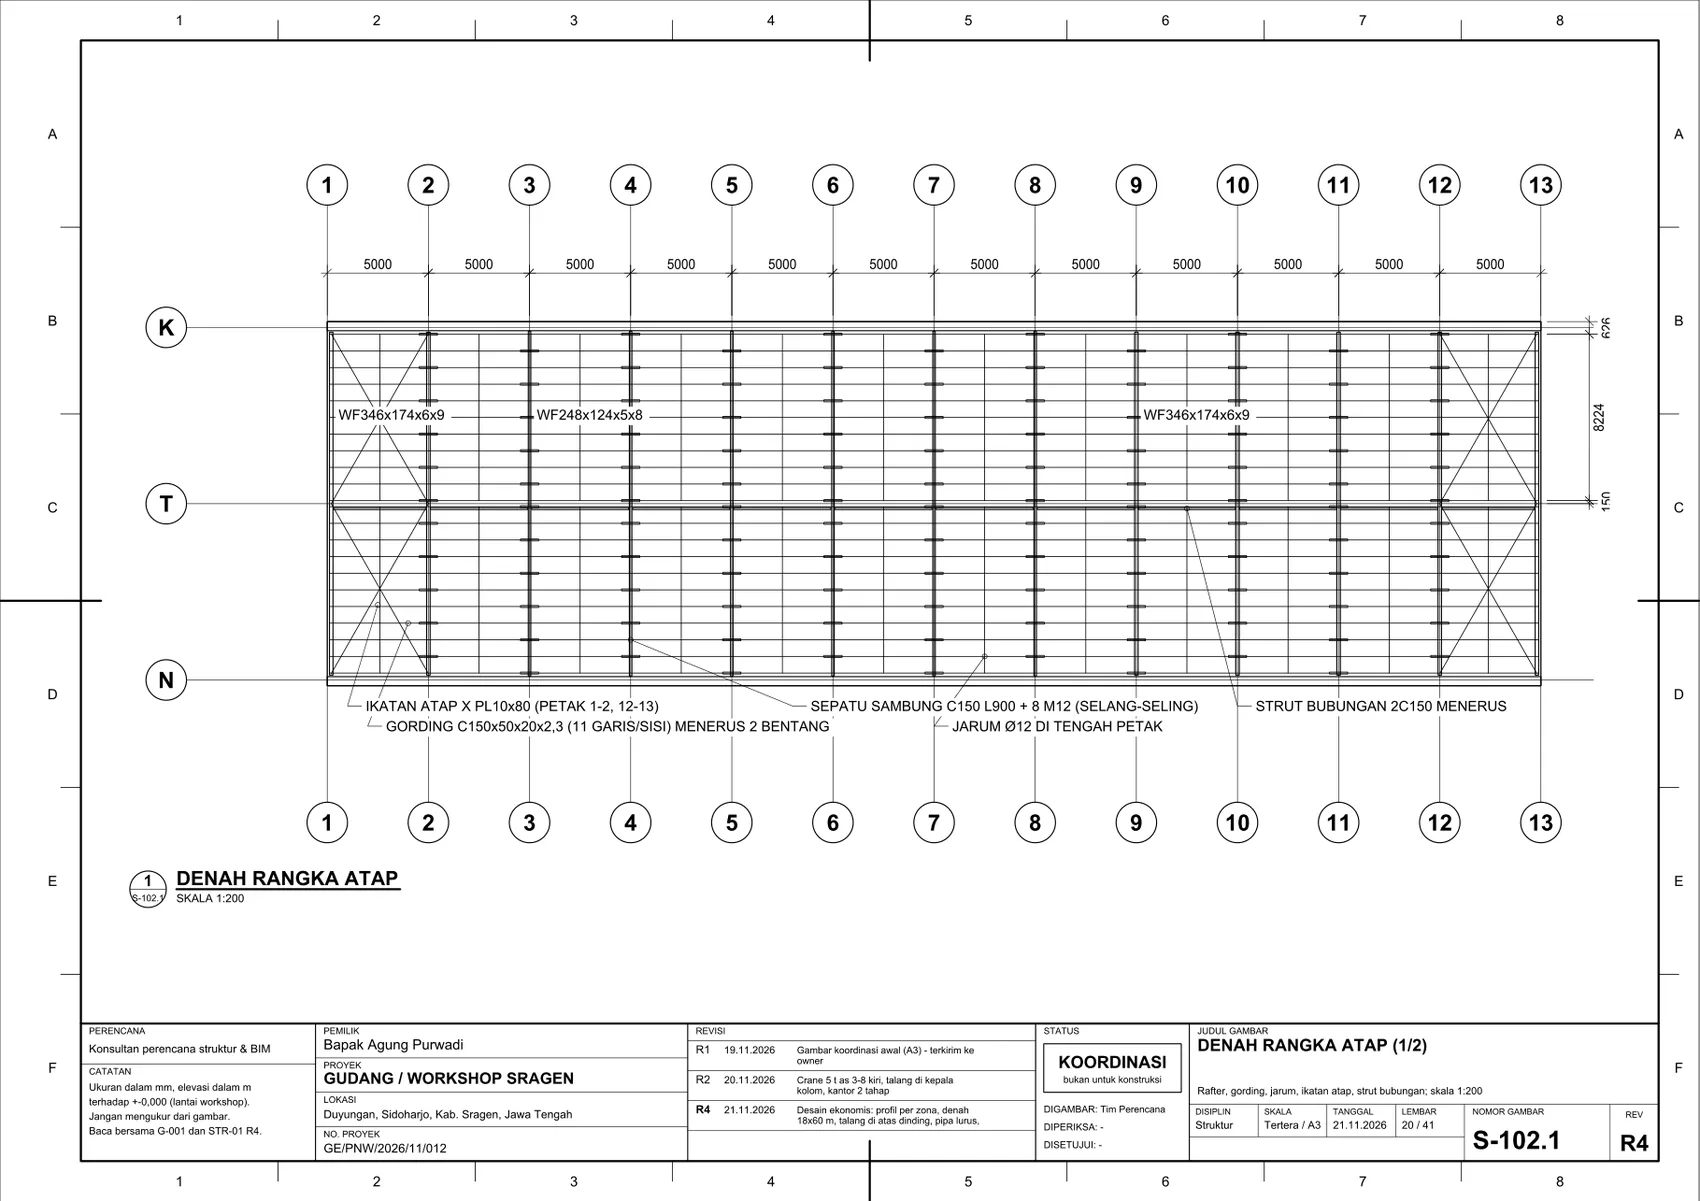 1 2 3 4 5 6 7 8
A A
1 2 3 4 5 6 7 8 9 10 11 12 13
5000 5000 5000 5000 5000 5000 5000 5000 5000 5000 5000 5000
B K 626 B
WF346x174x6x9 WF248x124x5x8 WF346x174x6x9 8224
C T 150 C
D N D
IKATAN ATAP X PL10x80 (PETAK 1-2, 12-13) SEPATU SAMBUNG C150 L900 + 8 M12 (SELANG-SELING) STRUT BUBUNGAN 2C150 MENERUS
GORDING C150x50x20x2,3 (11 GARIS/SISI) MENERUS 2 BENTANG JARUM Ø12 DI TENGAH PETAK
1 2 3 4 5 6 7 8 9 10 11 12 13
E E
1 DENAH RANGKA ATAP
S-102.1 SKALA 1:200
F F
PERENCANA
Konsultan perencana struktur & BIM
CATATAN
Ukuran dalam mm, elevasi dalam m
terhadap +-0,000 (lantai workshop).
Jangan mengukur dari gambar.
Baca bersama G-001 dan STR-01 R4.
PEMILIK
Bapak Agung Purwadi
PROYEK
GUDANG / WORKSHOP SRAGEN
LOKASI
Duyungan, Sidoharjo, Kab. Sragen, Jawa Tengah
NO. PROYEK
GE/PNW/2026/11/012
REVISI
R1 19.11.2026 Gambar koordinasi awal (A3) - terkirim ke
owner
R2 20.11.2026 Crane 5 t as 3-8 kiri, talang di kepala
kolom, kantor 2 tahap
R4 21.11.2026 Desain ekonomis: profil per zona, denah
18x60 m, talang di atas dinding, pipa lurus,
STATUS
KOORDINASI
bukan untuk konstruksi
DIGAMBAR: Tim Perencana
DIPERIKSA: -
DISETUJUI: -
JUDUL GAMBAR
DENAH RANGKA ATAP (1/2)
Rafter, gording, jarum, ikatan atap, strut bubungan; skala 1:200
DISIPLIN SKALA TANGGAL LEMBAR NOMOR GAMBAR REV
Struktur Tertera / A3 21.11.2026 20 / 41 S-102.1 R4
1 2 3 4 5 6 7 8